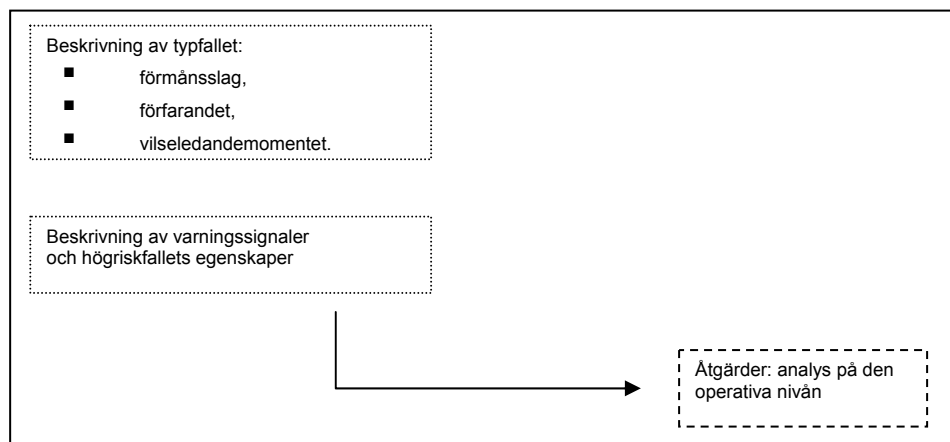 Beskrivning av typfallet:
▪ förmånsslag,
▪ förfarandet,
▪ vilseledandemomentet.
Beskrivning av varningssignaler
och högriskfallets egenskaper
Åtgärder: analys på den
operativa nivån